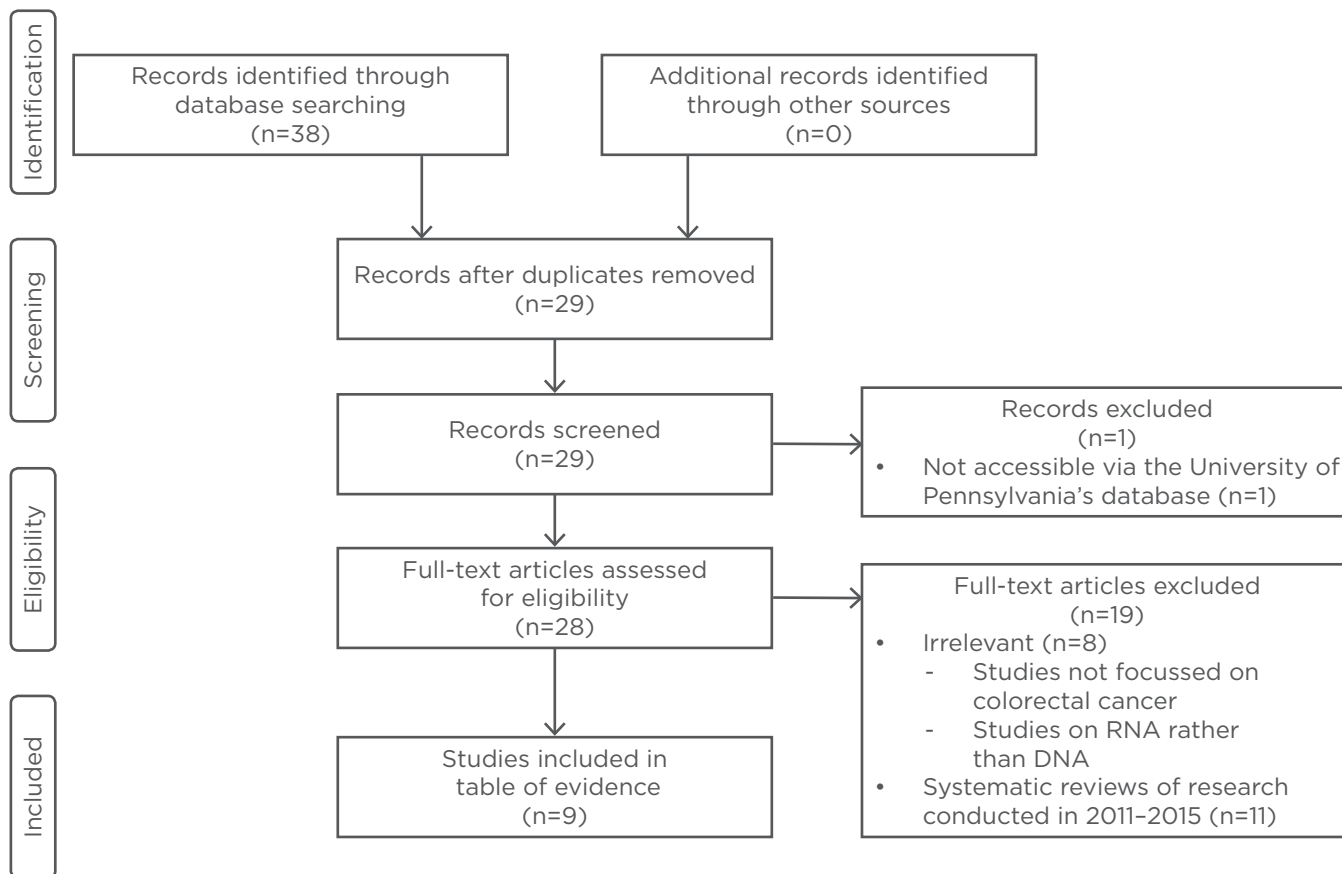 Identification
Records identified through
database searching
(n=38)
Additional records identified
through other sources
(n=0)
Screening
Records after duplicates removed
(n=29)
Records screened
(n=29)
Records excluded
(n=1)
• Not accessible via the University of
Pennsylvania’s database (n=1)
Eligibility
Full-text articles assessed
for eligibility
(n=28)
Full-text articles excluded
(n=19)
• Irrelevant (n=8)
- Studies not focussed on
colorectal cancer
- Studies on RNA rather
than DNA
• Systematic reviews of research
conducted in 2011–2015 (n=11)
Included
Studies included in
table of evidence
(n=9)